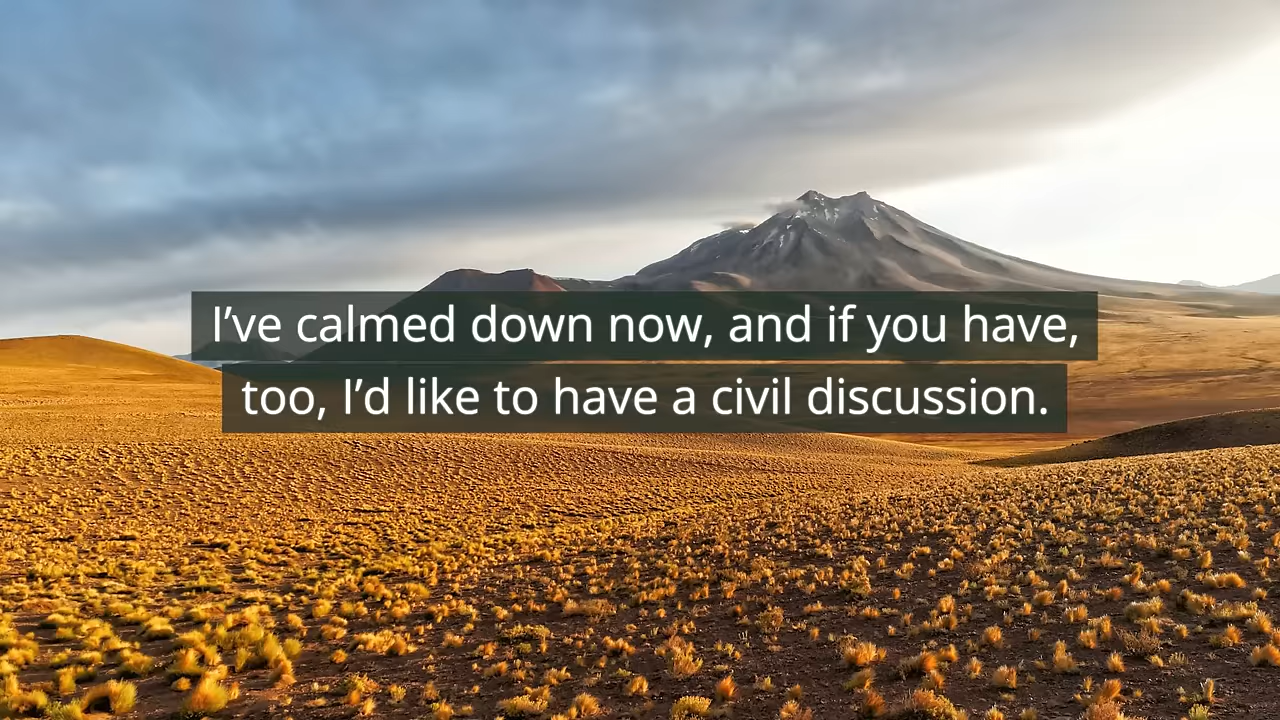 I’ve calmed down now, and if you have,
too, I’d like to have a civil discussion.